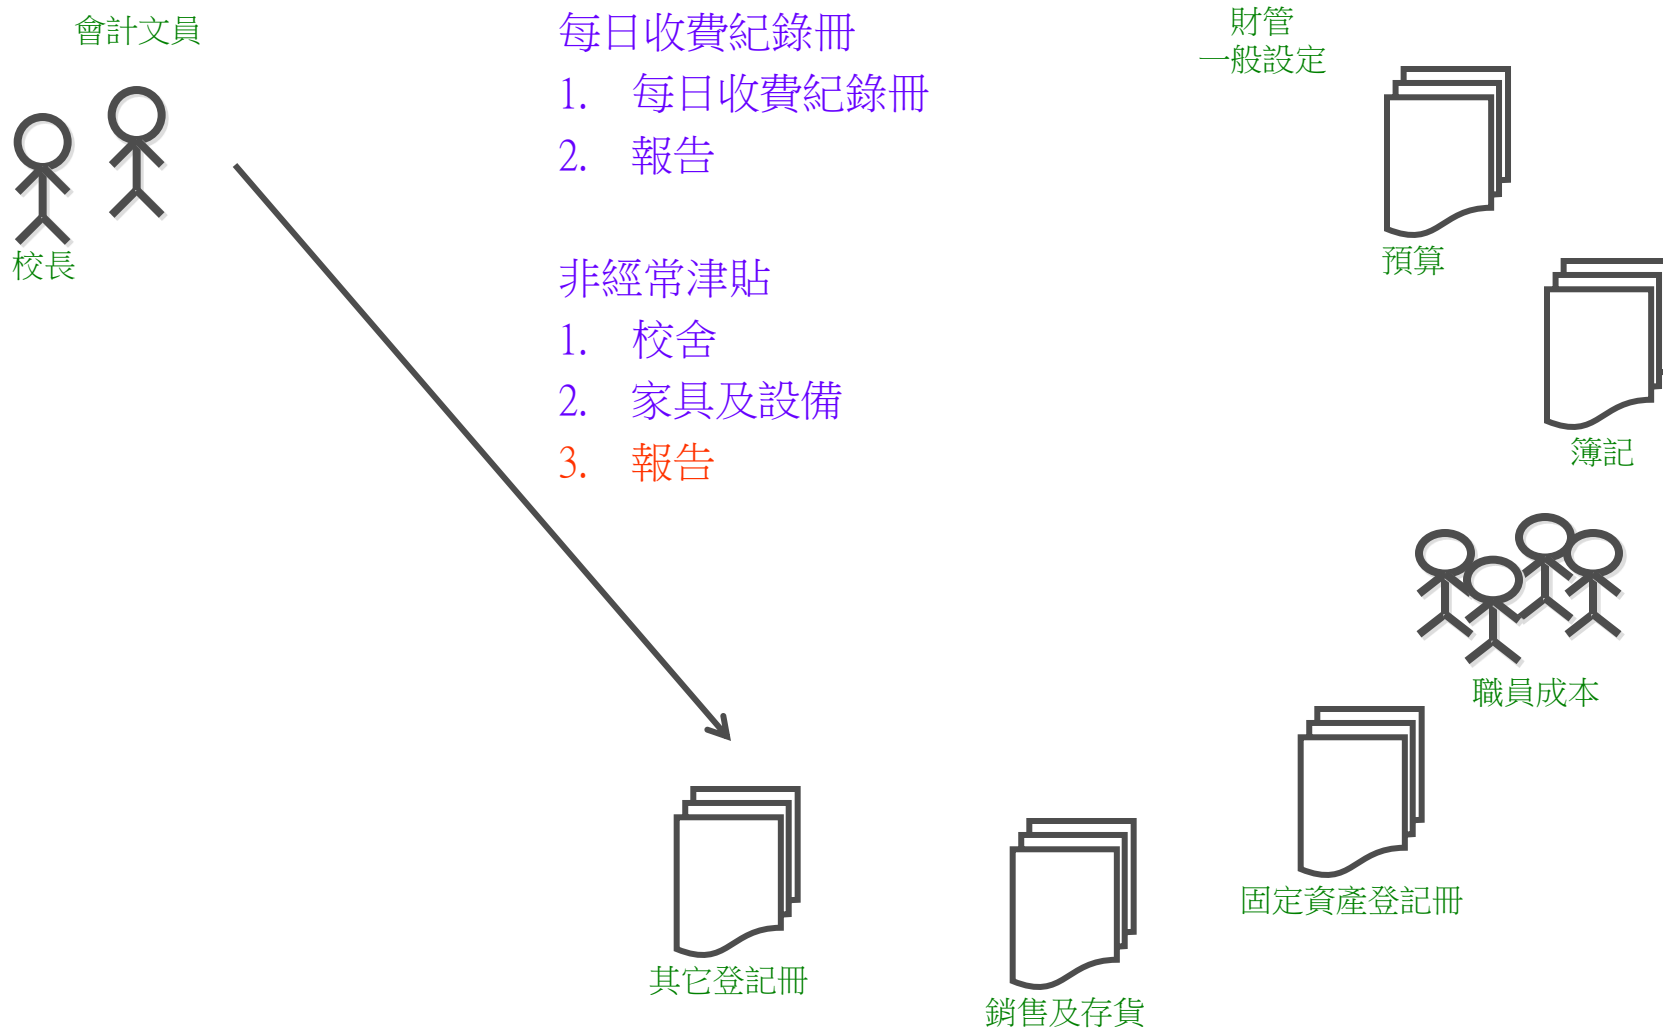 會計文員
校長
每日收費紀錄冊
1. 每日收費紀錄冊
2. 報告
非經常津貼
1. 校舍
2. 家具及設備
3. 報告
財管
一般設定
預算
簿記
職員成本
固定資產登記冊
銷售及存貨
其它登記冊